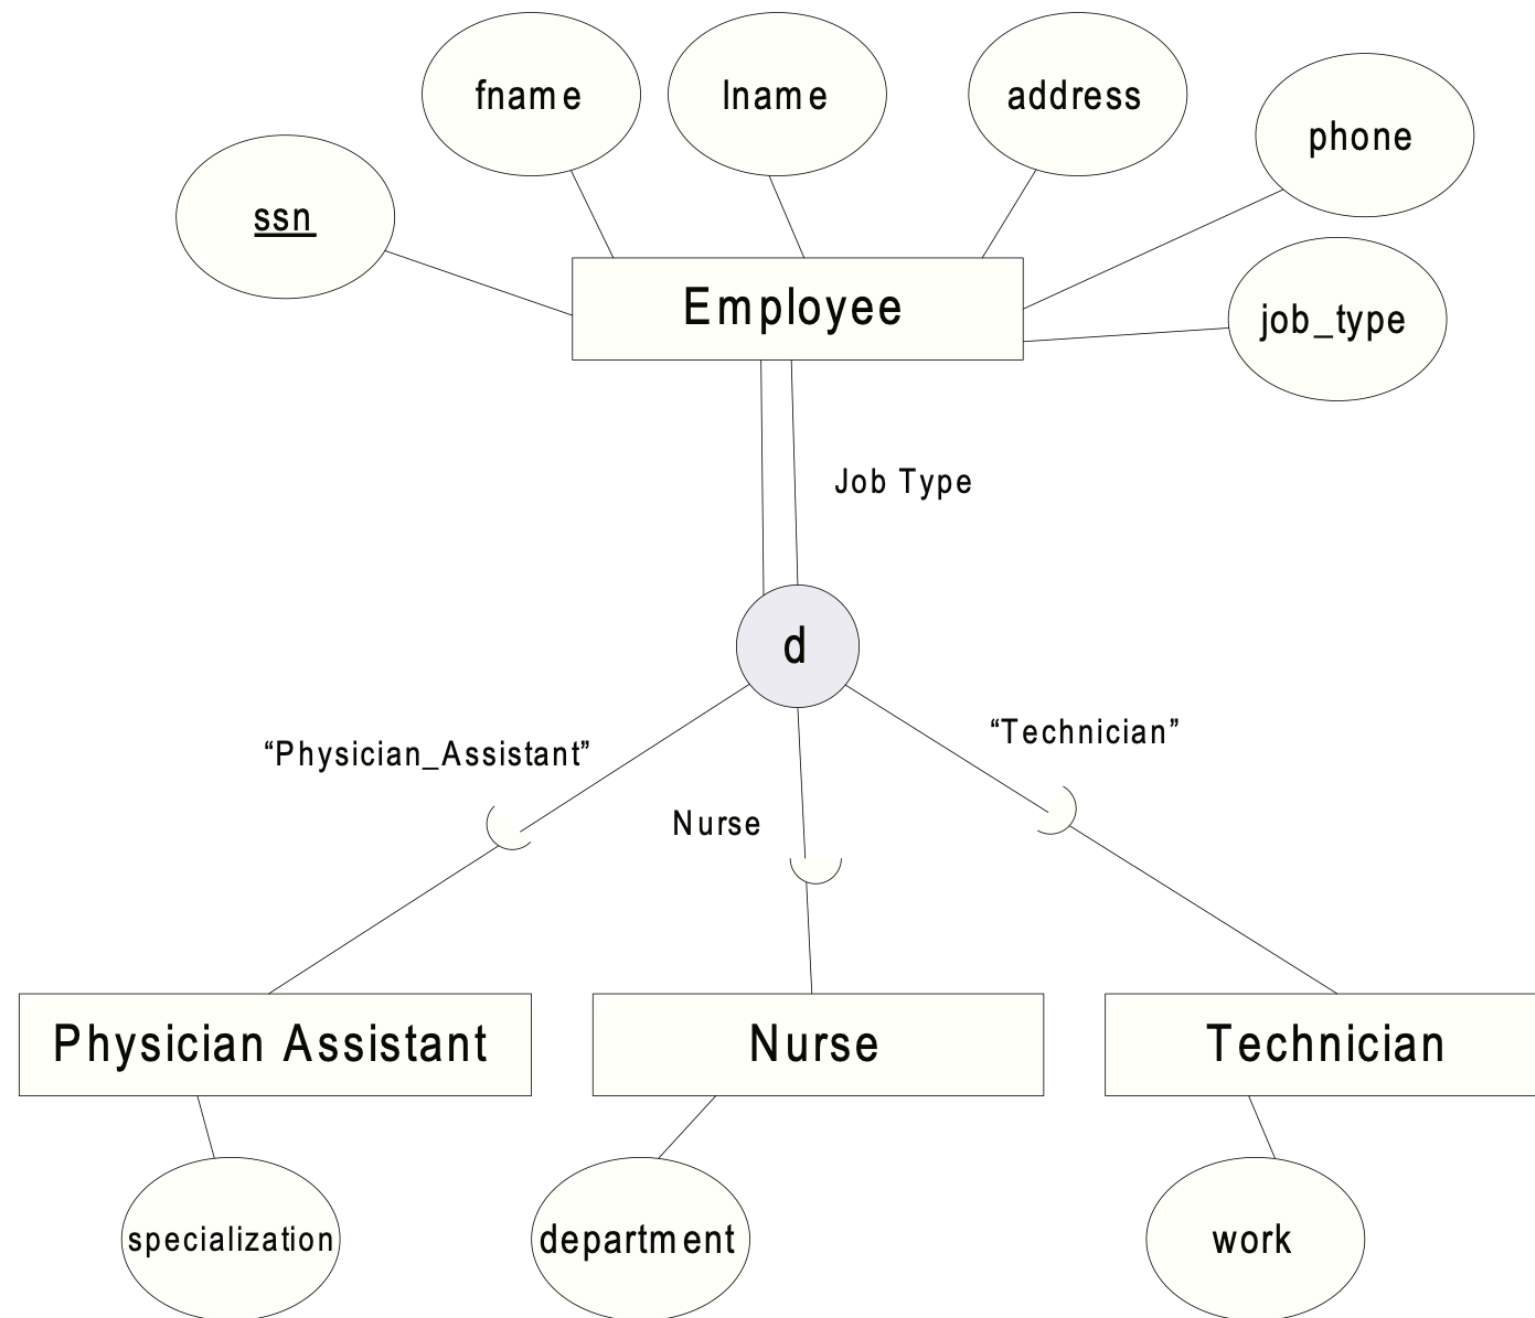 fname
lname
address
phone
ssn
Employee
job_type
Job Type
d
“Physician_Assistant”
“Technician”
Nurse
Physician Assistant
Nurse
Technician
specialization
department
work